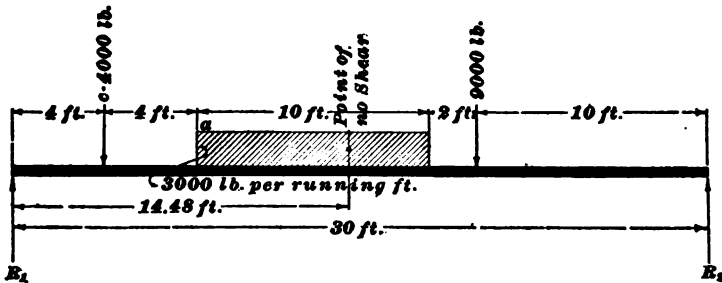 c-4000 lb.
Point of
no Shear
9000 lb.
4 ft.
4 ft.
10 ft.
2 ft.
10 ft.
a
3000 lb. per running ft.
14.48 ft.
30 ft.
R₁
R₂